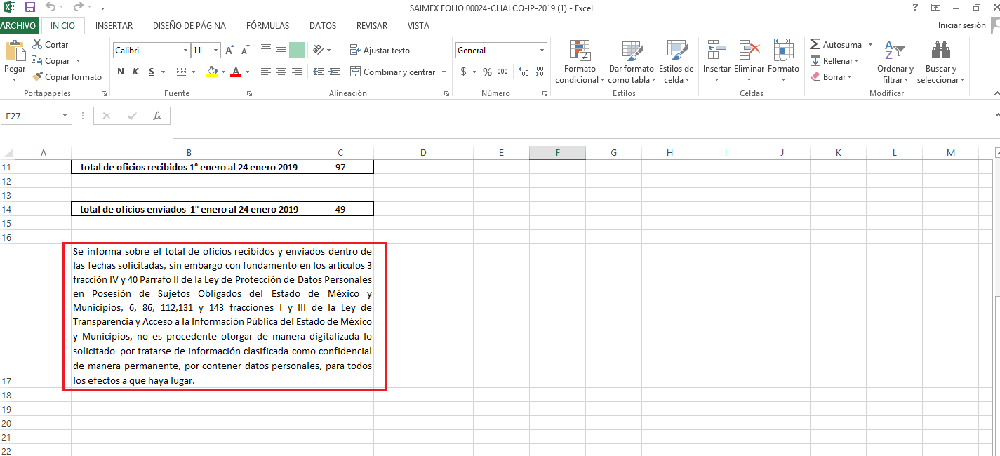 SAIMEX FOLIO 00024-CHALCO-IP-2019 (1) - Excel
?
ARCHIVO INICIO INSERTAR DISEÑO DE PÁGINA FÓRMULAS DATOS REVISAR VISTA Iniciar sesión
Pegar
Cortar
Copiar
Copiar formato
Portapapeles
Calibri 11 A A
N K S A
Fuente
Ajustar texto
Combinar y centrar
Alineación
General
$ % 000
Número
Formato condicional
Dar formato como tabla
Estilos de celda
Estilos
Insertar Eliminar Formato
Celdas
Autosuma
Rellenar
Borrar
Ordenar y filtrar
Buscar y seleccionar
Modificar
F27 fx
A B C D E F G H I J K L M
11 total de oficios recibidos 1° enero al 24 enero 2019 97
12
13
14 total de oficios enviados 1° enero al 24 enero 2019 49
15
16
Se informa sobre el total de oficios recibidos y enviados dentro de
las fechas solicitadas, sin embargo con fundamento en los artículos 3
fracción IV y 40 Parrafo II de la Ley de Protección de Datos Personales
en Posesión de Sujetos Obligados del Estado de México y
Municipios, 6, 86, 112,131 y 143 fracciones I y III de la Ley de
Transparencia y Acceso a la Información Pública del Estado de México
y Municipios, no es procedente otorgar de manera digitalizada lo
solicitado por tratarse de información clasificada como confidencial
de manera permanente, por contener datos personales, para todos
17 los efectos a que haya lugar.
18
19
20
21
22